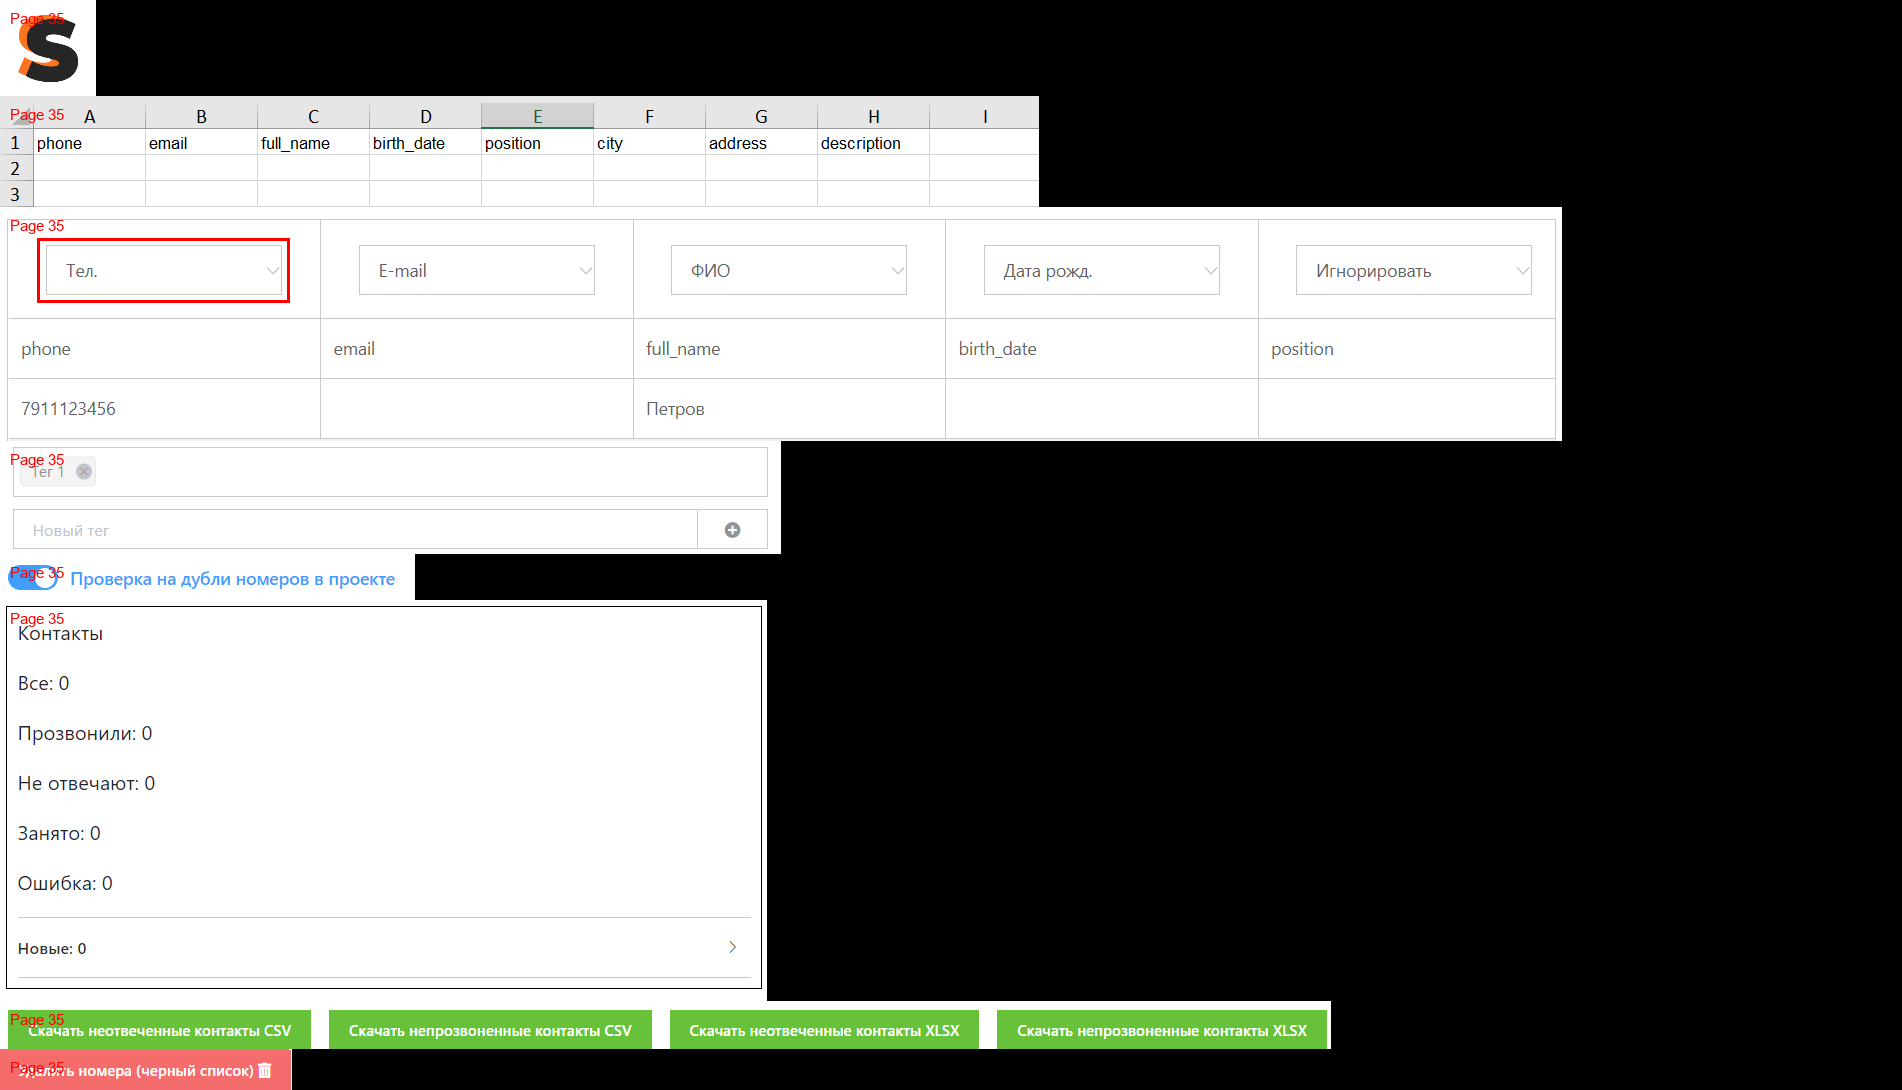 Page 35
S
Page 35
A B C D E F G H I
1 phone email full_name birth_date position city address description
2
3
Page 35
Тел. E-mail ФИО Дата рожд. Игнорировать
phone email full_name birth_date position
7911123456 Петров
Page 35
Тег 1
Новый тег
Page 35
Проверка на дубли номеров в проекте
Page 35
Контакты
Все: 0
Прозвонили: 0
Не отвечают: 0
Занято: 0
Ошибка: 0
Новые: 0
Page 35
Скачать неотвеченные контакты CSV Скачать непрозвоненные контакты CSV Скачать неотвеченные контакты XLSX Скачать непрозвоненные контакты XLSX
Page 35
Удалить номера (черный список)